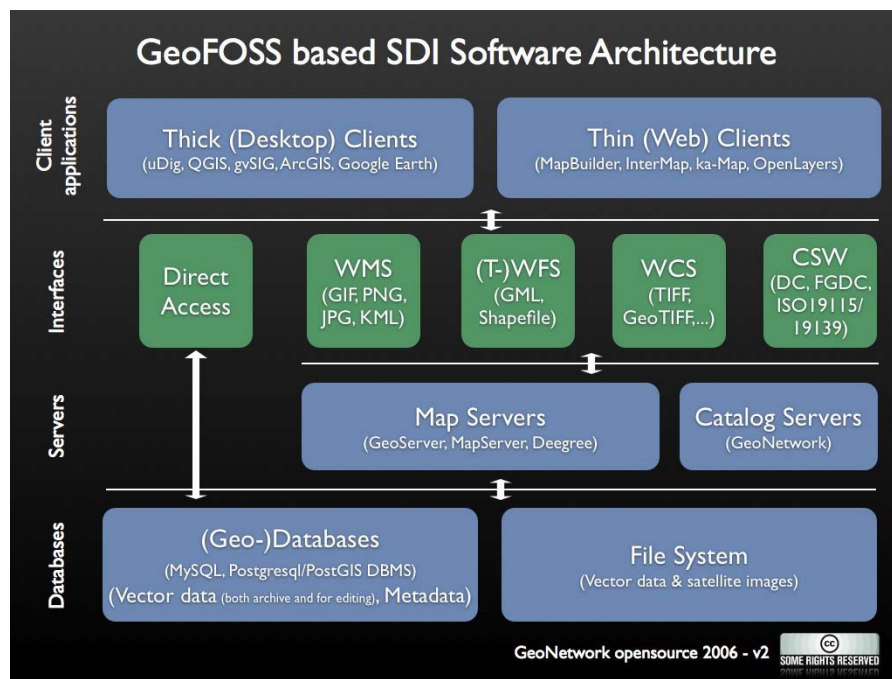 GeoFOSS based SDI Software Architecture
Client
applications
Thick (Desktop) Clients
(uDig, QGIS, gvSIG, ArcGIS, Google Earth)
Thin (Web) Clients
(MapBuilder, InterMap, ka-Map, OpenLayers)
Interfaces
Direct
Access
WMS
(GIF, PNG,
JPG, KML)
(T-)WFS
(GML,
Shapefile)
WCS
(TIFF,
GeoTIFF,...)
CSW
(DC, FGDC,
ISO19115/
19139)
Servers
Map Servers
(GeoServer, MapServer, Deegree)
Catalog Servers
(GeoNetwork)
Databases
(Geo-)Databases
(MySQL, Postgresql/PostGIS DBMS)
(Vector data (both archive and for editing), Metadata)
File System
(Vector data & satellite images)
GeoNetwork opensource 2006 - v2
cc
SOME RIGHTS RESERVED